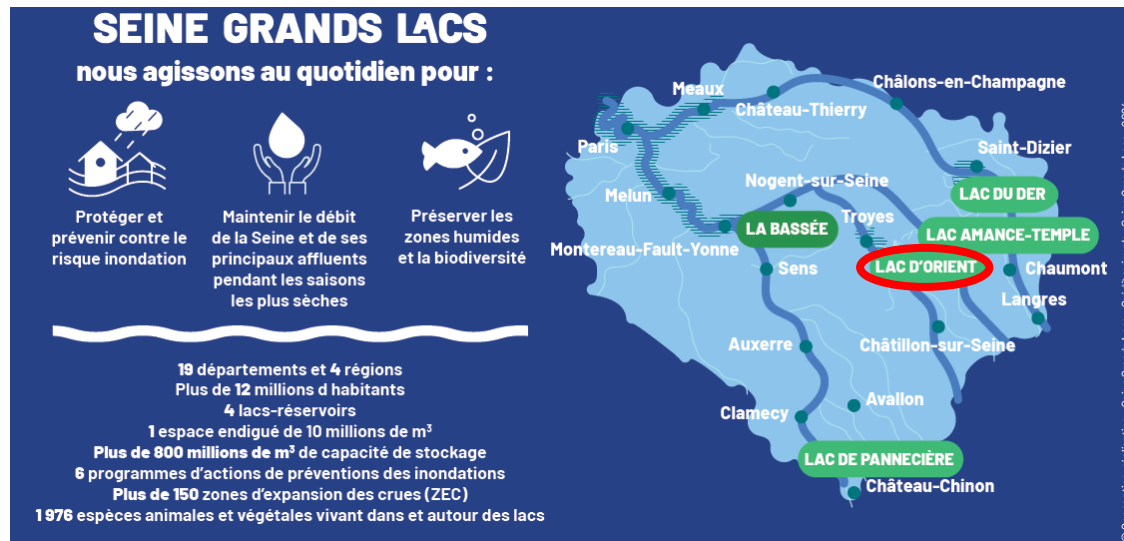 SEINE GRANDS LACS
nous agissons au quotidien pour :
Protéger et
prévenir contre le
risque inondation
Maintenir le débit
de la Seine et de ses
principaux affluents
pendant les saisons
les plus sèches
Préserver les
zones humides
et la biodiversité
19 départements et 4 régions
Plus de 12 millions d habitants
4 lacs-réservoirs
1 espace endigué de 10 millions de m³
Plus de 800 millions de m³ de capacité de stockage
6 programmes d'actions de préventions des inondations
Plus de 150 zones d'expansion des crues (ZEC)
1 976 espèces animales et végétales vivant dans et autour des lacs
Châlons-en-Champagne
Meaux
Château-Thierry
Paris
Saint-Dizier
Nogent-sur-Seine
Melun
LAC DU DER
Troyes
LA BASSÉE
LAC AMANCE-TEMPLE
Montereau-Fault-Yonne
Sens
LAC D'ORIENT
Chaumont
Langres
Auxerre
Châtillon-sur-Seine
Avallon
Clamecy
LAC DE PANNECIÈRE
Château-Chinon